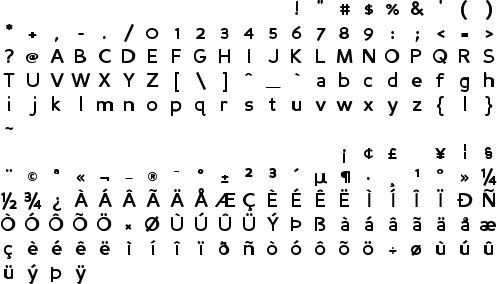 ! " # $ % & ' ( )
* + , - . / 0 1 2 3 4 5 6 7 8 9 : ; < = >
? @ A B C D E F G H I J K L M N O P Q R S
T U V W X Y Z [ \ ] ^ _ ` a b c d e f g h
i j k l m n o p q r s t u v w x y z { | }
~
¡ ¢ £ ¥ ¦ §
¨ © ª « ¬ – ® ¯ ° ± ² ³ ´ µ ¶ · ¸ ¹ º » ¼
½ ¾ ¿ À Á Â Ã Ä Å Æ Ç È É Ê Ë Ì Í Î Ï Ð Ñ
Ò Ó Ô Õ Ö × Ø Ù Ú Û Ü Ý Þ ß à á â ã ä å æ
ç è é ê ë ì í î ï ð ñ ò ó ô õ ö ÷ ø ù ú û
ü ý þ ÿ